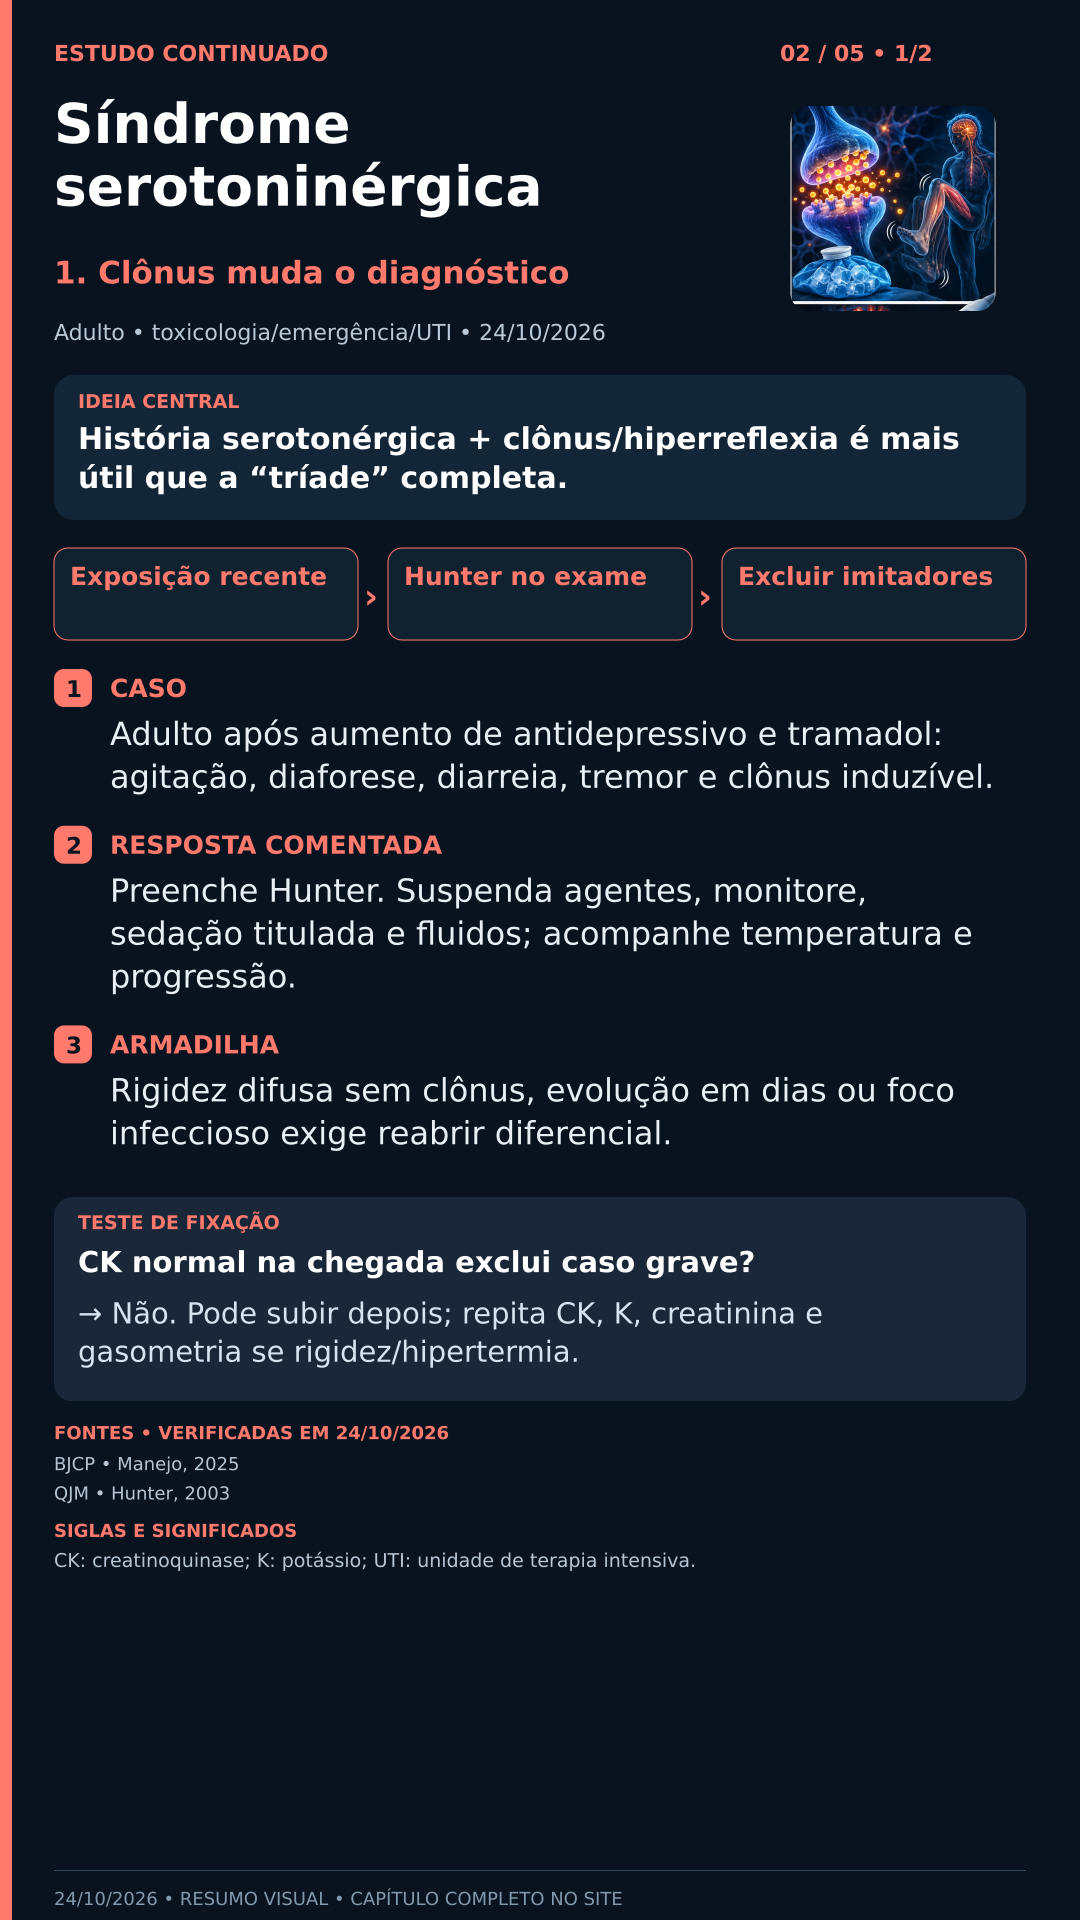 ESTUDO CONTINUADO
02 / 05 • 1/2
Síndrome
serotoninérgica
1. Clônus muda o diagnóstico
Adulto • toxicologia/emergência/UTI • 24/10/2026
IDEIA CENTRAL
História serotonérgica + clônus/hiperreflexia é mais
útil que a “tríade” completa.
Exposição recente
›
Hunter no exame
›
Excluir imitadores
1 CASO
Adulto após aumento de antidepressivo e tramadol:
agitação, diaforese, diarreia, tremor e clônus induzível.
2 RESPOSTA COMENTADA
Preenche Hunter. Suspenda agentes, monitore,
sedação titulada e fluidos; acompanhe temperatura e
progressão.
3 ARMADILHA
Rigidez difusa sem clônus, evolução em dias ou foco
infeccioso exige reabrir diferencial.
TESTE DE FIXAÇÃO
CK normal na chegada exclui caso grave?
→ Não. Pode subir depois; repita CK, K, creatinina e
gasometria se rigidez/hipertermia.
FONTES • VERIFICADAS EM 24/10/2026
BJCP • Manejo, 2025
QJM • Hunter, 2003
SIGLAS E SIGNIFICADOS
CK: creatinoquinase; K: potássio; UTI: unidade de terapia intensiva.
24/10/2026 • RESUMO VISUAL • CAPÍTULO COMPLETO NO SITE